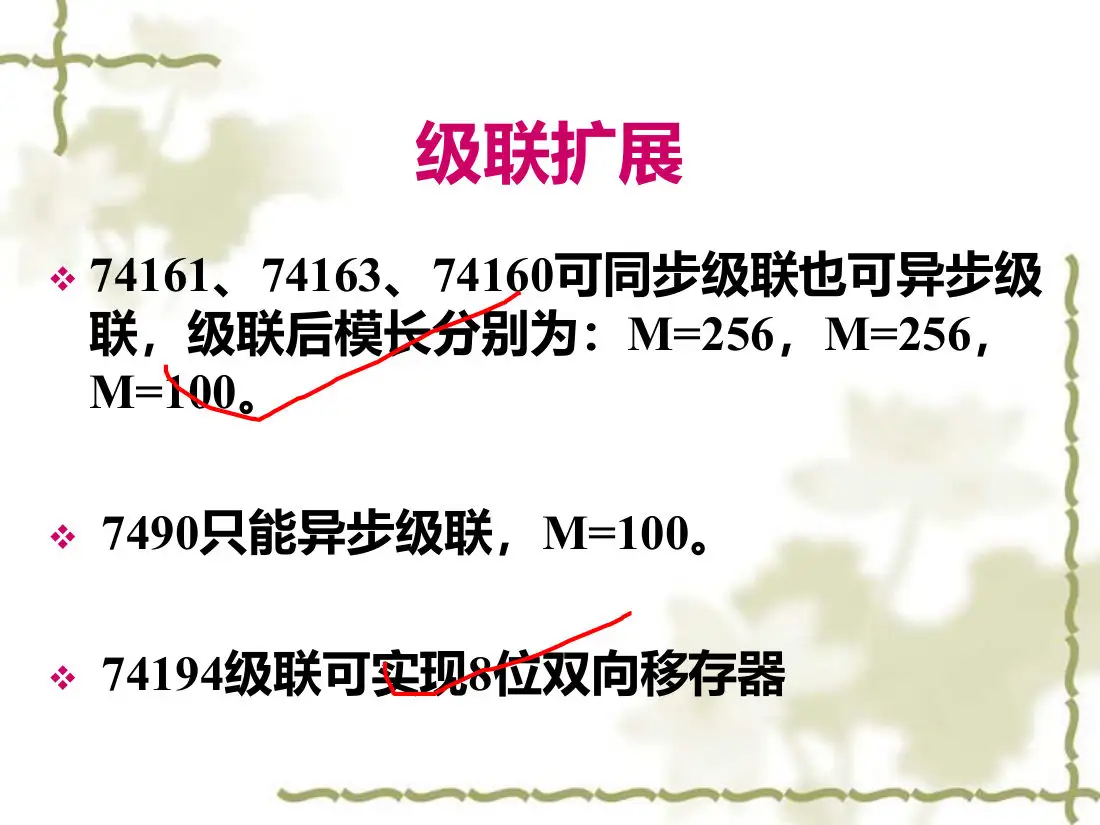 级联扩展
74161、74163、74160可同步级联也可异步级
联，级联后模长分别为：M=256，M=256，
M=100。
7490只能异步级联，M=100。
74194级联可实现8位双向移存器